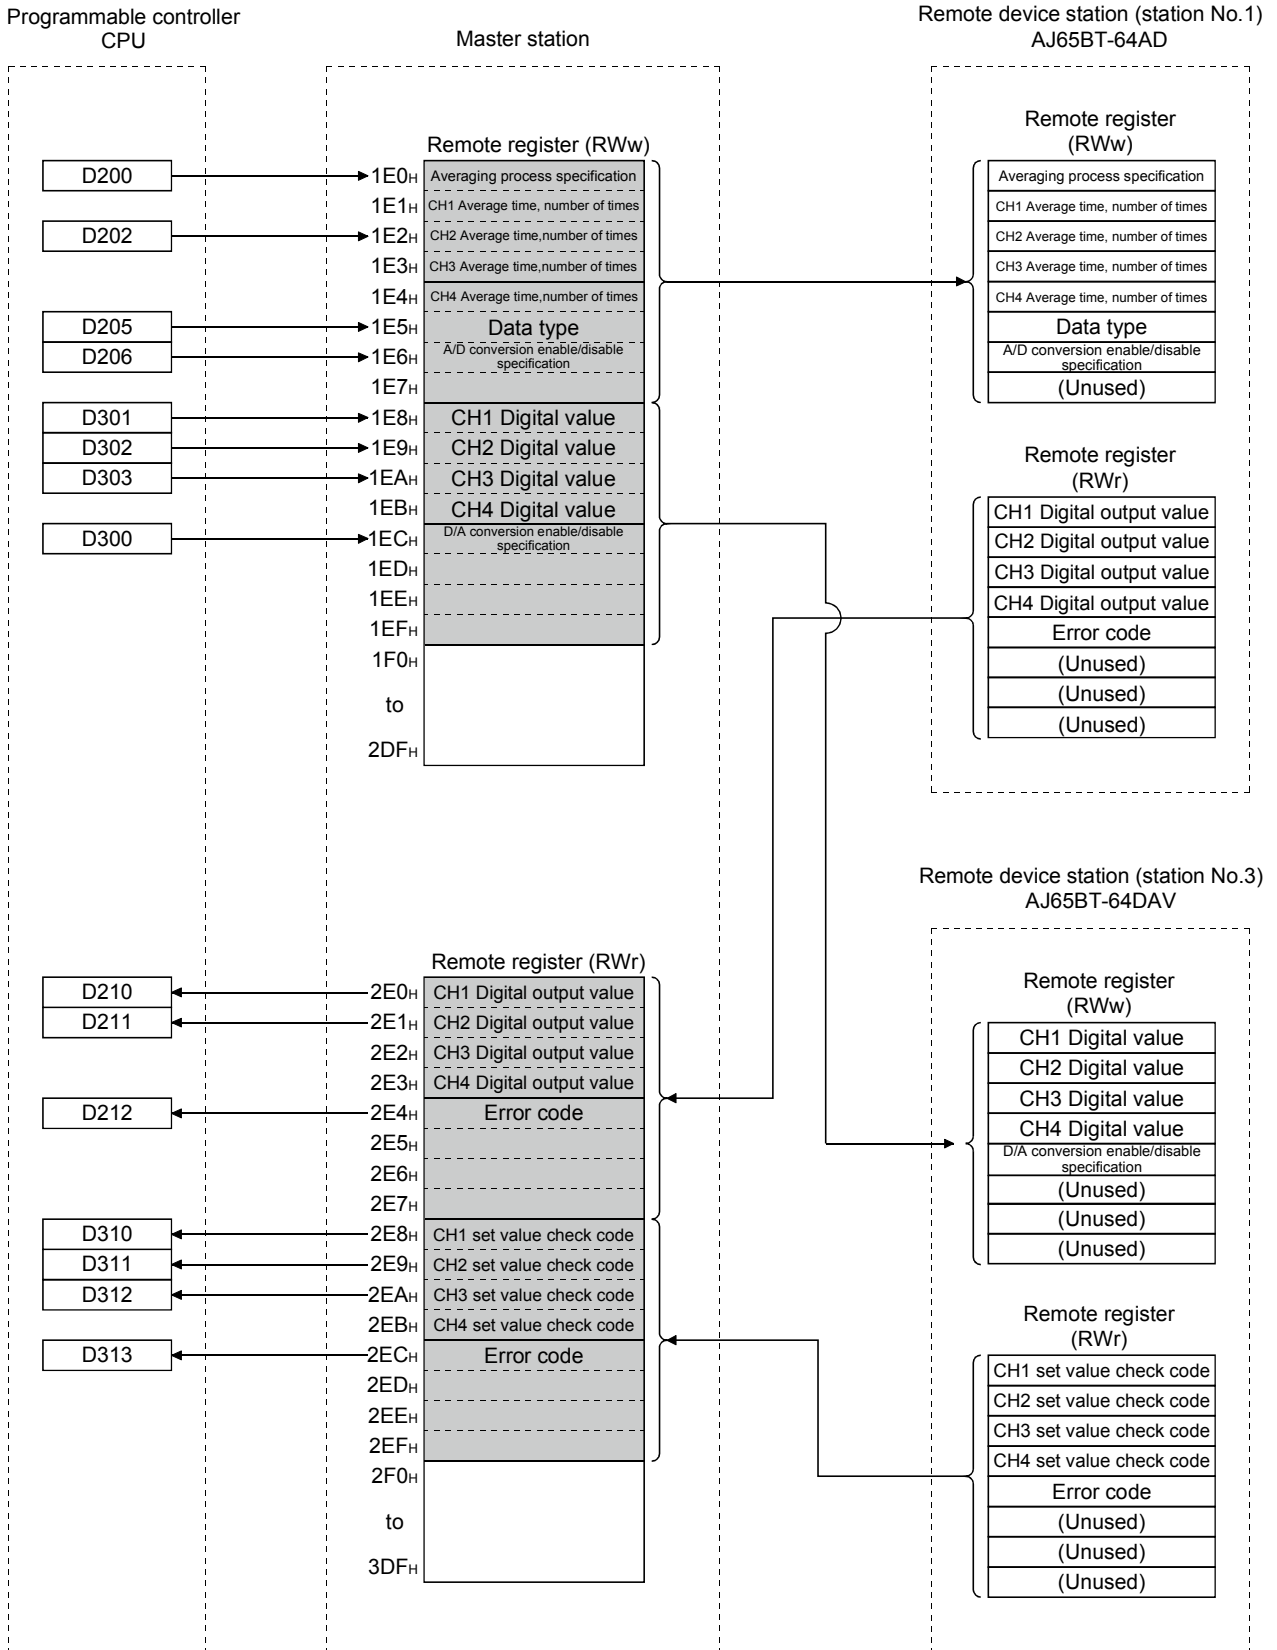 Programmable controller
CPU
Master station
Remote device station (station No.1)
AJ65BT-64AD
Remote register (RWw)
D200
1E0H Averaging process specification
1E1H CH1 Average time, number of times
D202
1E2H CH2 Average time,number of times
1E3H CH3 Average time,number of times
1E4H CH4 Average time,number of times
D205
1E5H Data type
D206
1E6H A/D conversion enable/disable
specification
1E7H
D301
1E8H CH1 Digital value
D302
1E9H CH2 Digital value
D303
1EAH CH3 Digital value
1EBH CH4 Digital value
D300
1ECH D/A conversion enable/disable
specification
1EDH
1EEH
1EFH
1F0H
to
2DFH
Remote register
(RWw)
Averaging process specification
CH1 Average time, number of times
CH2 Average time, number of times
CH3 Average time, number of times
CH4 Average time, number of times
Data type
A/D conversion enable/disable
specification
(Unused)
Remote register
(RWr)
CH1 Digital output value
CH2 Digital output value
CH3 Digital output value
CH4 Digital output value
Error code
(Unused)
(Unused)
(Unused)
Remote register (RWr)
D210
2E0H CH1 Digital output value
D211
2E1H CH2 Digital output value
2E2H CH3 Digital output value
2E3H CH4 Digital output value
D212
2E4H Error code
2E5H
2E6H
2E7H
D310
2E8H CH1 set value check code
D311
2E9H CH2 set value check code
D312
2EAH CH3 set value check code
2EBH CH4 set value check code
D313
2ECH Error code
2EDH
2EEH
2EFH
2F0H
to
3DFH
Remote device station (station No.3)
AJ65BT-64DAV
Remote register
(RWw)
CH1 Digital value
CH2 Digital value
CH3 Digital value
CH4 Digital value
D/A conversion enable/disable
specification
(Unused)
(Unused)
(Unused)
Remote register
(RWr)
CH1 set value check code
CH2 set value check code
CH3 set value check code
CH4 set value check code
Error code
(Unused)
(Unused)
(Unused)